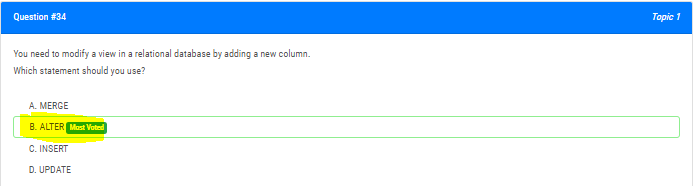 Question #34
Topic 1
You need to modify a view in a relational database by adding a new column.
Which statement should you use?
A. MERGE
B. ALTER Most Voted
C. INSERT
D. UPDATE